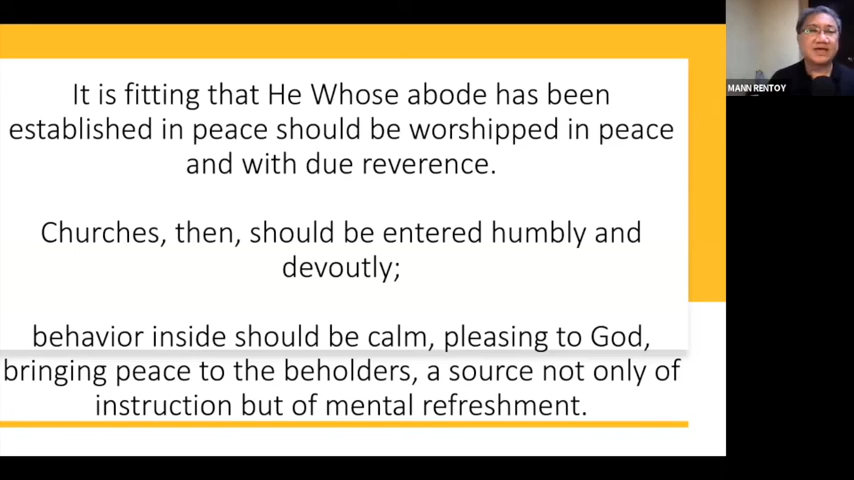 It is fitting that He Whose abode has been
established in peace should be worshipped in peace
and with due reverence.
Churches, then, should be entered humbly and
devoutly;
behavior inside should be calm, pleasing to God,
bringing peace to the beholders, a source not only of
instruction but of mental refreshment.
MANN RENTOY